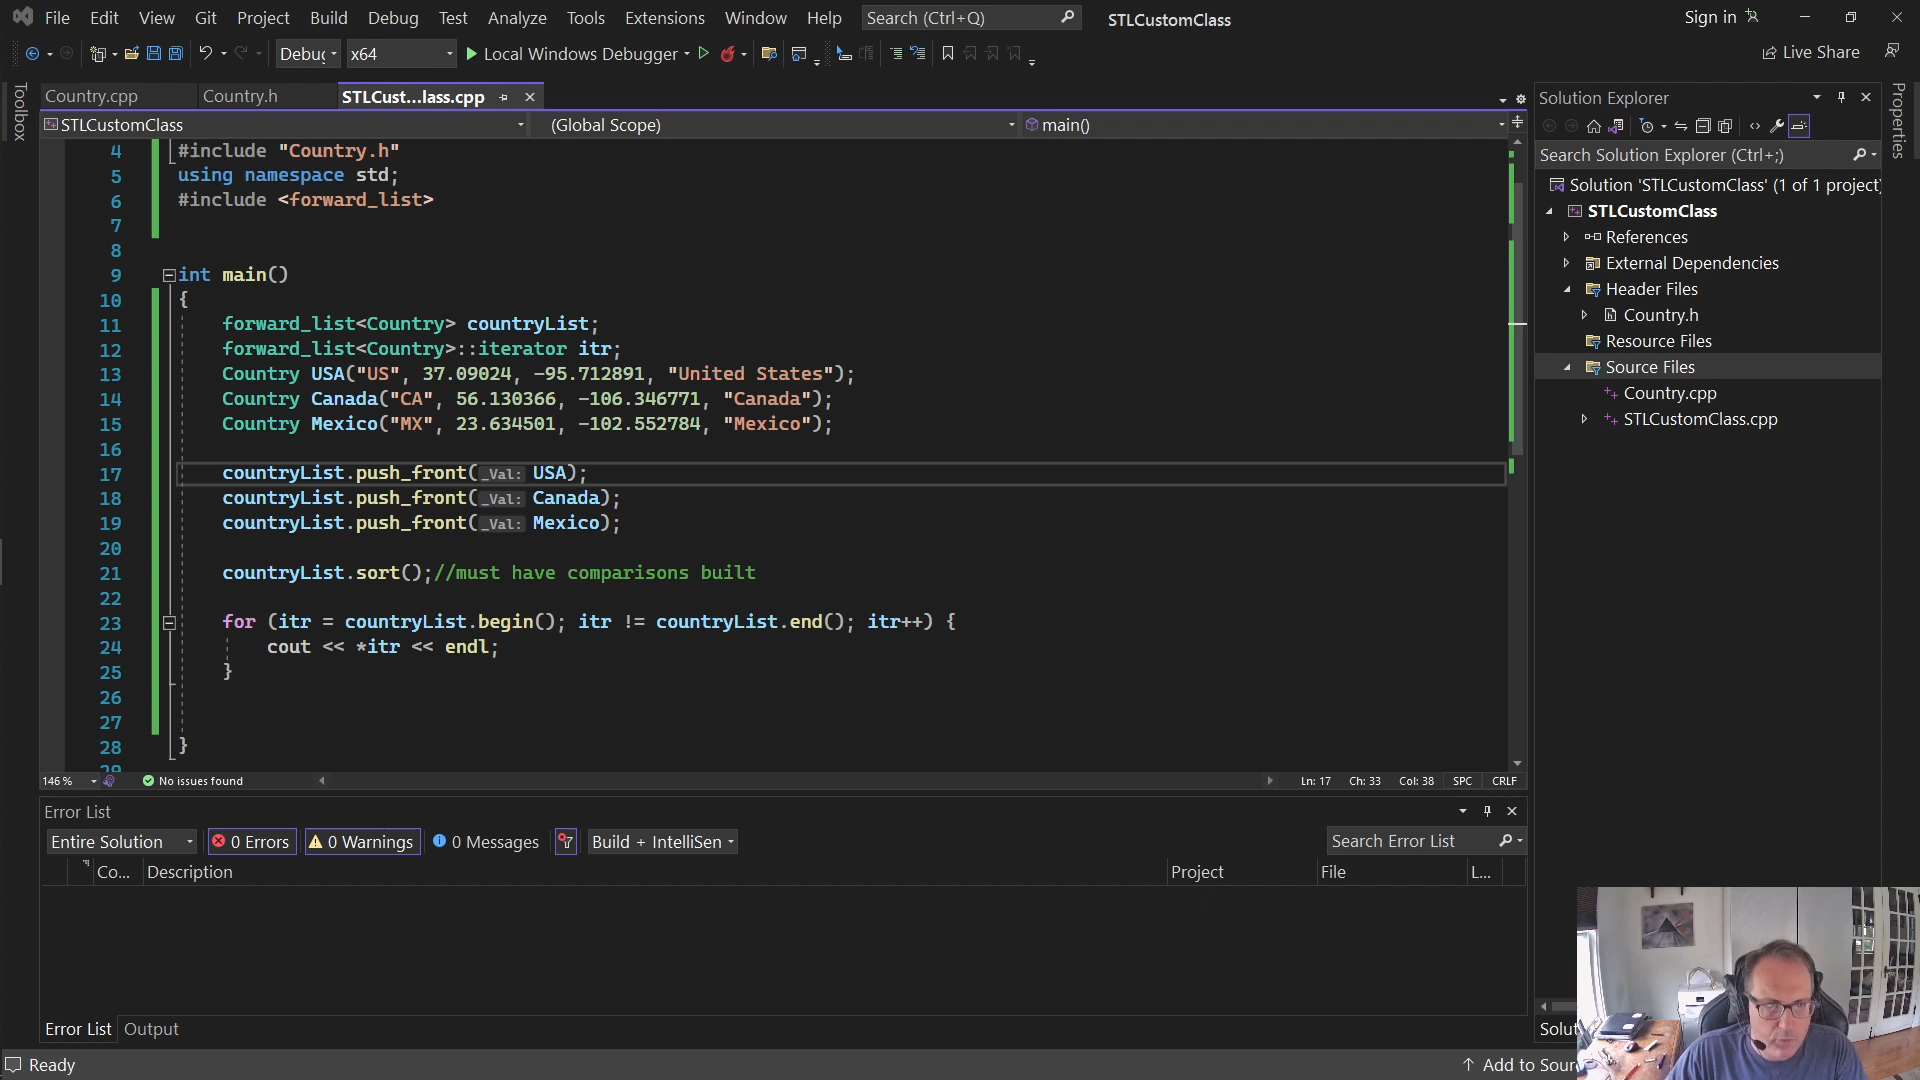 File Edit View Git Project Build Debug Test Analyze Tools Extensions Window Help Search (Ctrl+Q) STLCustomClass Sign in
Debug x64 Local Windows Debugger Live Share
Toolbox
Country.cpp Country.h STLCust...lass.cpp
STLCustomClass (Global Scope) main()
4 #include "Country.h"
5 using namespace std;
6 #include <forward_list>
7
8
9 int main()
10 {
11 forward_list<Country> countryList;
12 forward_list<Country>::iterator itr;
13 Country USA("US", 37.09024, -95.712891, "United States");
14 Country Canada("CA", 56.130366, -106.346771, "Canada");
15 Country Mexico("MX", 23.634501, -102.552784, "Mexico");
16
17 countryList.push_front(_Val: USA);
18 countryList.push_front(_Val: Canada);
19 countryList.push_front(_Val: Mexico);
20
21 countryList.sort();//must have comparisons built
22
23 for (itr = countryList.begin(); itr != countryList.end(); itr++) {
24 cout << *itr << endl;
25 }
26
27
28 }
29
146 % No issues found Ln: 17 Ch: 33 Col: 38 SPC CRLF
Error List
Entire Solution 0 Errors 0 Warnings 0 Messages Build + IntelliSen Search Error List
Co... Description Project File L...
Error List Output
Ready Add to Sour
Solution Explorer
Search Solution Explorer (Ctrl+;)
Solution 'STLCustomClass' (1 of 1 project)
STLCustomClass
References
External Dependencies
Header Files
Country.h
Resource Files
Source Files
Country.cpp
STLCustomClass.cpp
Solut
Properties